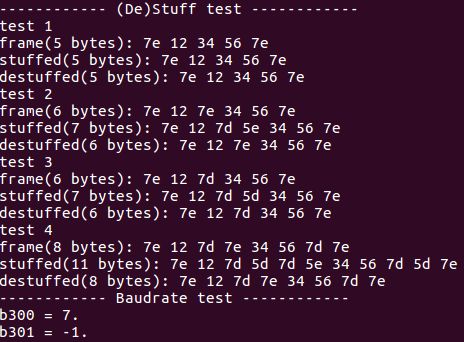 ------------ (De)Stuff test ------------
test 1
frame(5 bytes): 7e 12 34 56 7e
stuffed(5 bytes): 7e 12 34 56 7e
destuffed(5 bytes): 7e 12 34 56 7e
test 2
frame(6 bytes): 7e 12 7e 34 56 7e
stuffed(7 bytes): 7e 12 7d 5e 34 56 7e
destuffed(6 bytes): 7e 12 7e 34 56 7e
test 3
frame(6 bytes): 7e 12 7d 34 56 7e
stuffed(7 bytes): 7e 12 7d 5d 34 56 7e
destuffed(6 bytes): 7e 12 7d 34 56 7e
test 4
frame(8 bytes): 7e 12 7d 7e 34 56 7d 7e
stuffed(11 bytes): 7e 12 7d 5d 7d 5e 34 56 7d 5d 7e
destuffed(8 bytes): 7e 12 7d 7e 34 56 7d 7e
------------ Baudrate test ------------
b300 = 7.
b301 = -1.